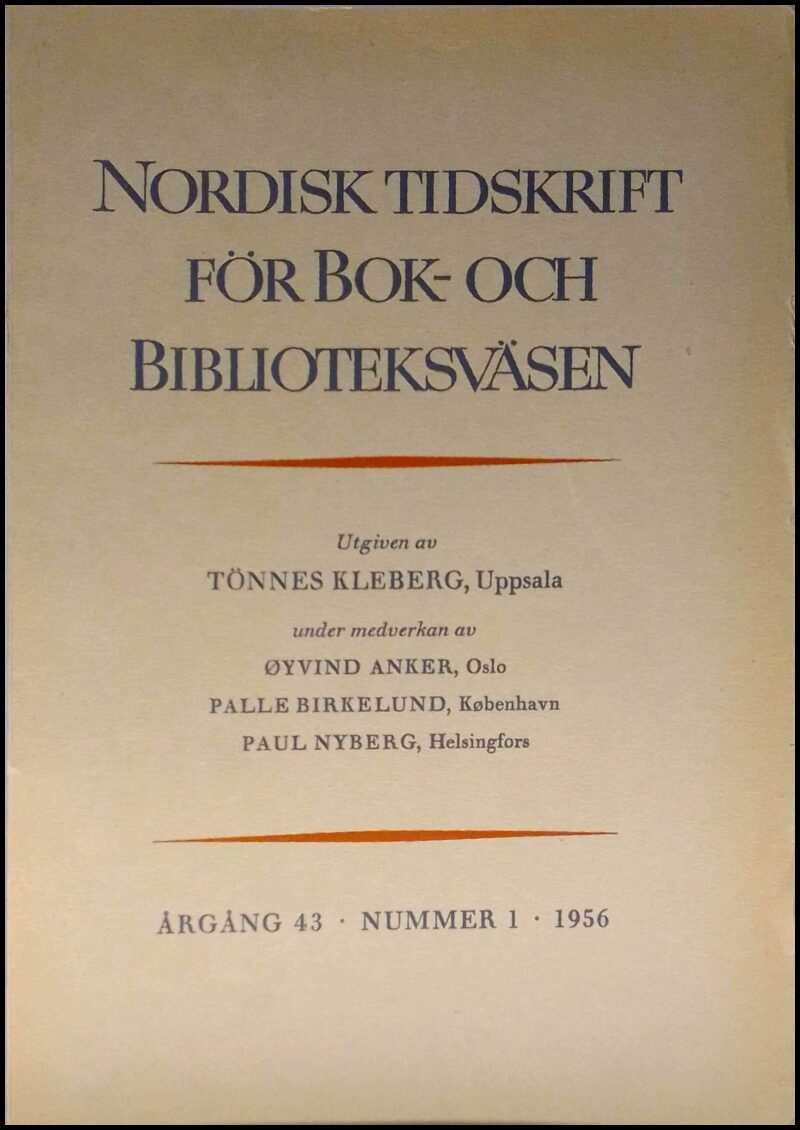 NORDISK TIDSKRIFT
FÖR BOK- OCH
BIBLIOTEKSVÄSEN
Utgiven av
TÖNNES KLEBERG, Uppsala
under medverkan av
ØYVIND ANKER, Oslo
PALLE BIRKELUND, København
PAUL NYBERG, Helsingfors
ÅRGÅNG 43 · NUMMER 1 · 1956